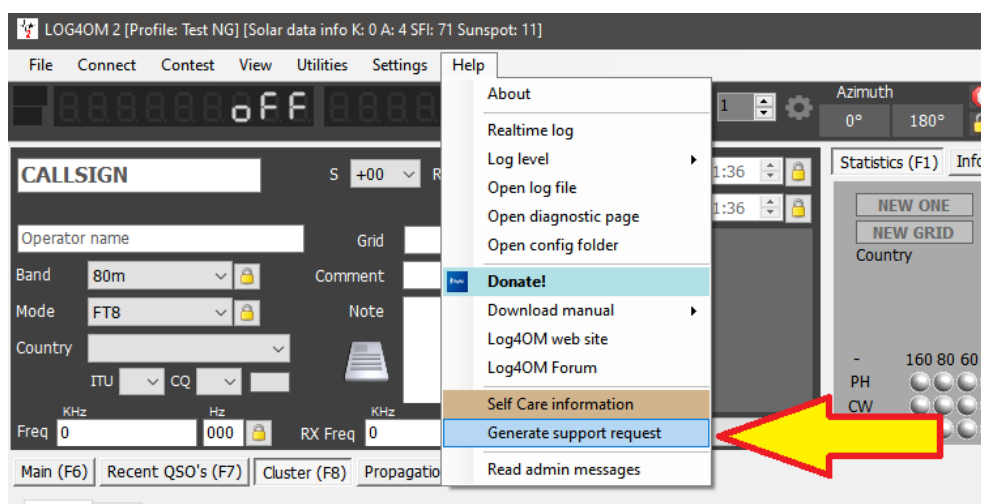 LOG4OM 2 [Profile: Test NG] [Solar data info K: 0 A: 4 SFI: 71 Sunspot: 11]
File Connect Contest View Utilities Settings Help
oFF
1
Azimuth
0° 180°
About
Realtime log
Log level
Open log file
Open diagnostic page
Open config folder
Donate!
Download manual
Log4OM web site
Log4OM Forum
Self Care information
Generate support request
Read admin messages
CALLSIGN
S +00 R
1:36
1:36
Operator name
Grid
Band 80m
Comment
Mode FT8
Note
Country
ITU CQ
KHz Hz KHz
Freq 0 000 RX Freq 0
Statistics (F1) Info
NEW ONE
NEW GRID
Country
- 160 80 60
PH
CW
Main (F6) Recent QSO's (F7) Cluster (F8) Propagatio